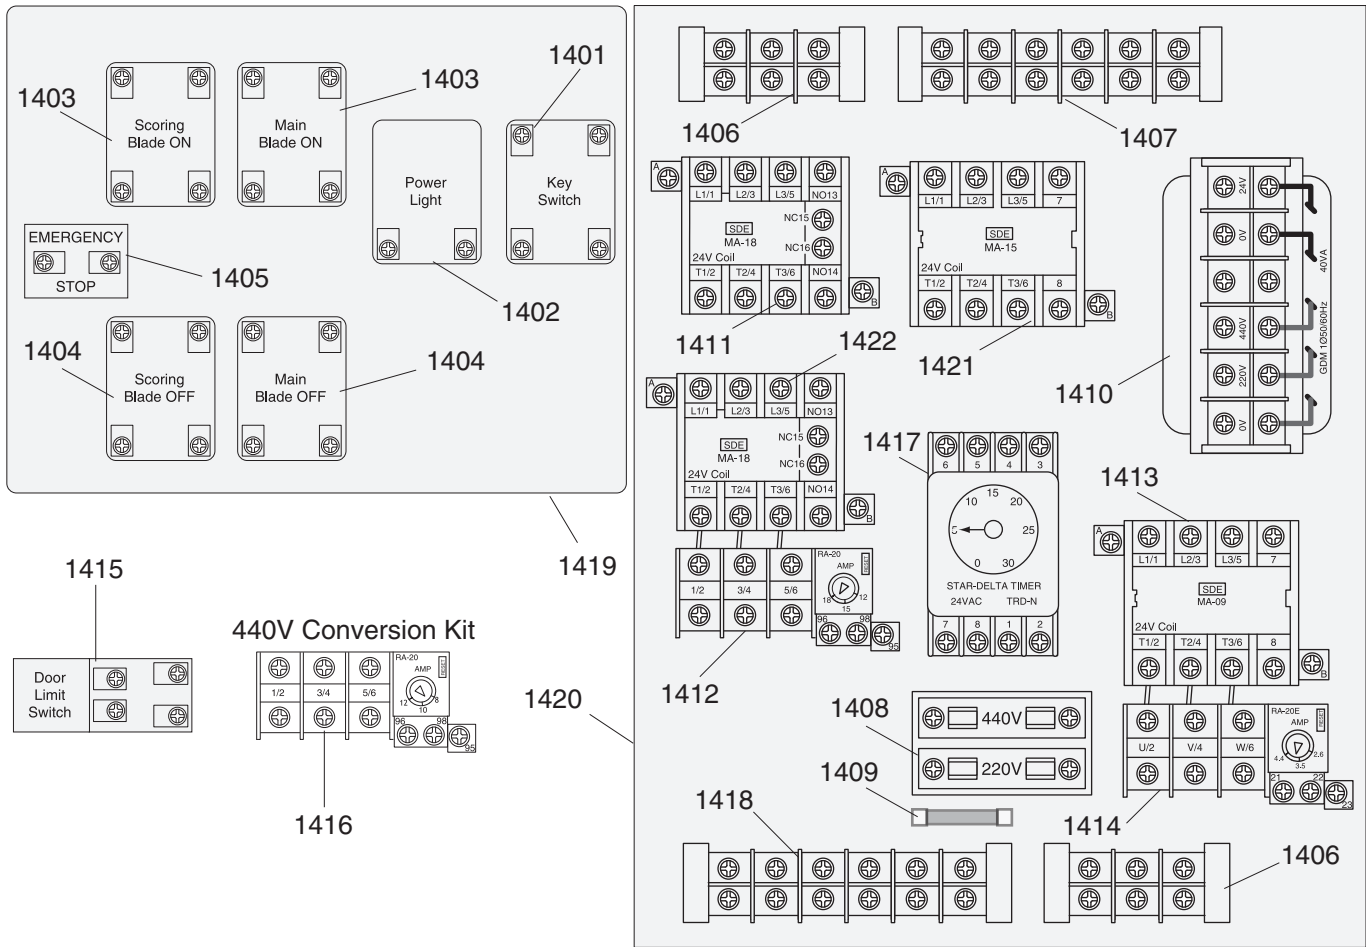 1403
1403
1401
Scoring
Blade ON
Main
Blade ON
Power
Light
Key
Switch
EMERGENCY
STOP
1405
1402
1404
1404
Scoring
Blade OFF
Main
Blade OFF
1419
1415
Door
Limit
Switch
440V Conversion Kit
1/2 3/4 5/6
RA-20
AMP
RESET
12 10 8
96 98
95
1416
1420
1406
1407
A
L1/1 L2/3 L3/5 NO13
NC15
SDE
MA-18
NC16
24V Coil
T1/2 T2/4 T3/6 NO14
B
1411
A
L1/1 L2/3 L3/5 7
SDE
MA-15
24V Coil
T1/2 T2/4 T3/6 8
B
1421
24V
0V
440V
220V
0V
40VA
GDM 1Ø50/60Hz
1410
1422
A
L1/1 L2/3 L3/5 NO13
NC15
SDE
MA-18
NC16
24V Coil
T1/2 T2/4 T3/6 NO14
B
1/2 3/4 5/6
RA-20
AMP
RESET
18 15 12
96 98
95
1412
1417
6 5 4 3
15
10 20
5 25
0 30
STAR-DELTA TIMER
24VAC TRD-N
7 8 1 2
1413
A
L1/1 L2/3 L3/5 7
SDE
MA-09
24V Coil
T1/2 T2/4 T3/6 8
B
U/2 V/4 W/6
RA-20E
AMP
RESET
4.4 3.5 2.6
21 22
23
1414
1408
440V
220V
1409
1418
1406